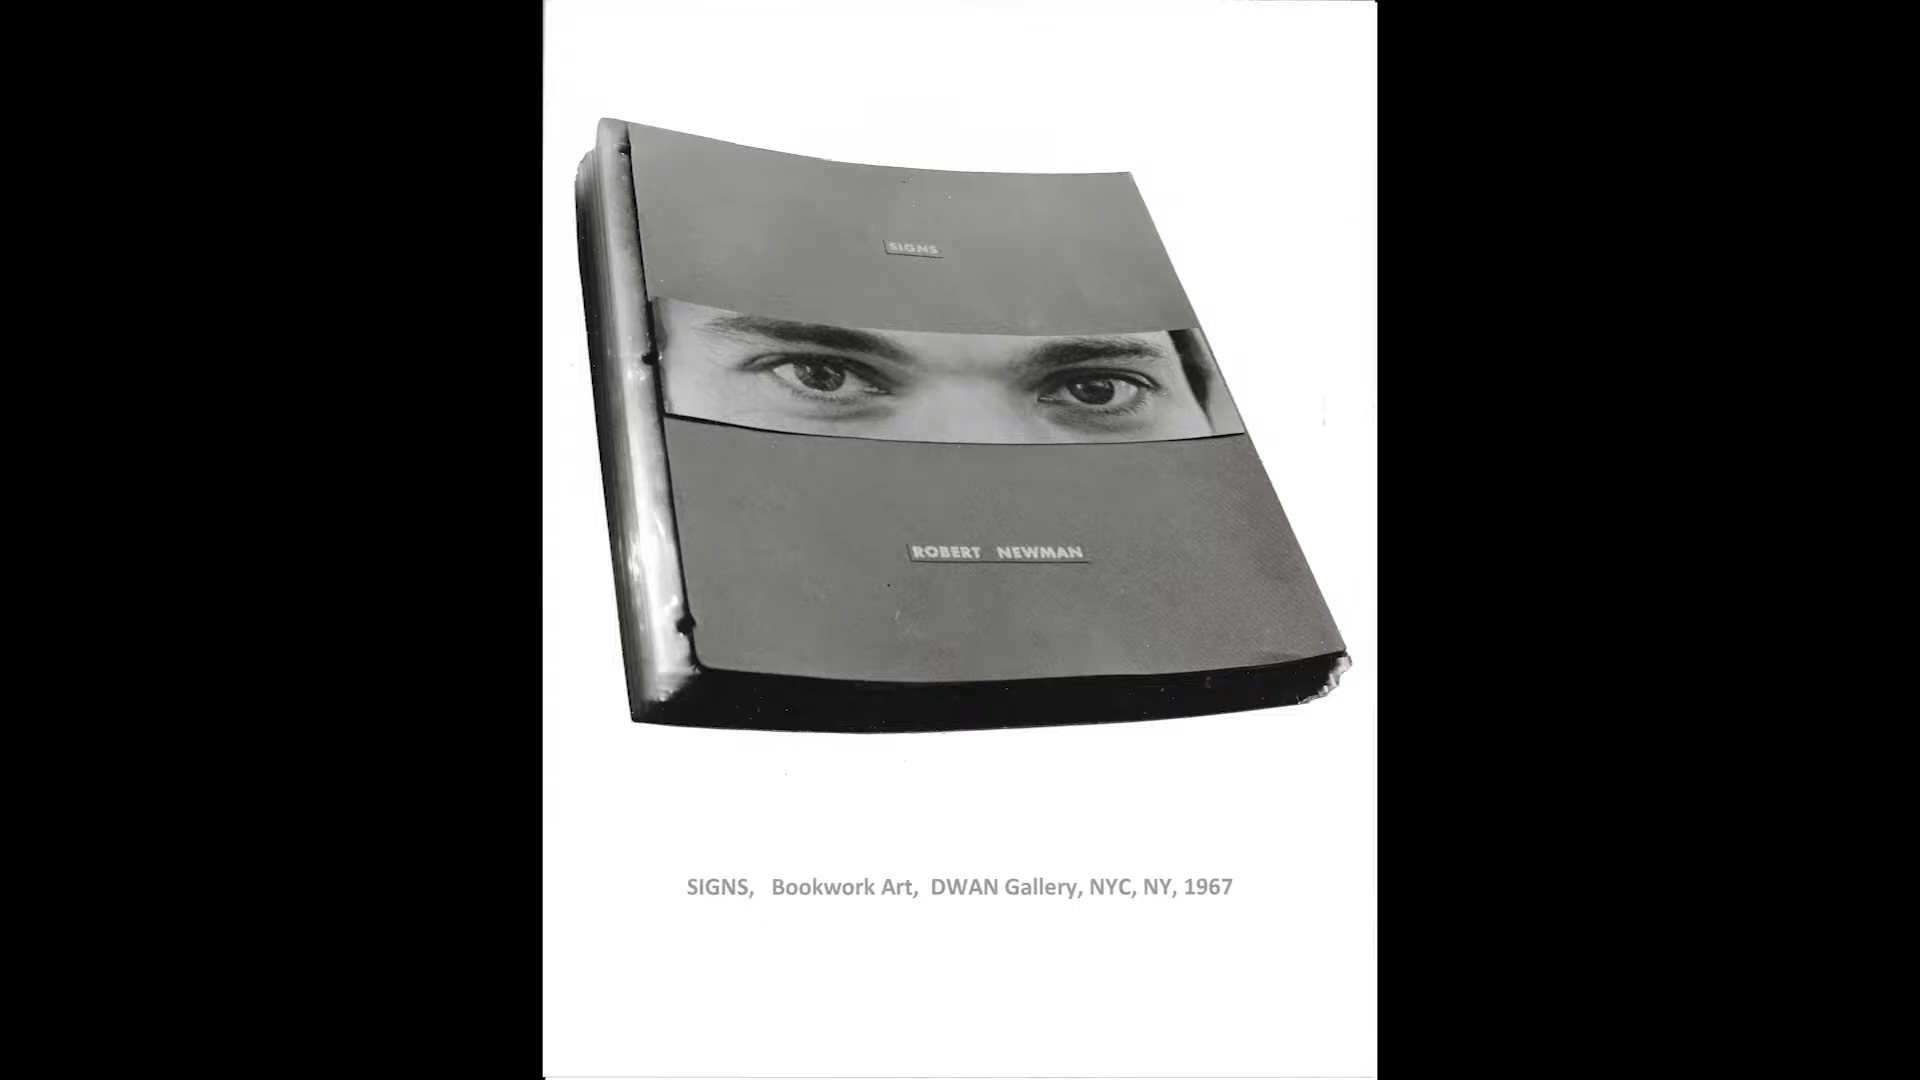 SIGNS
ROBERT NEWMAN
SIGNS, Bookwork Art, DWAN Gallery, NYC, NY, 1967